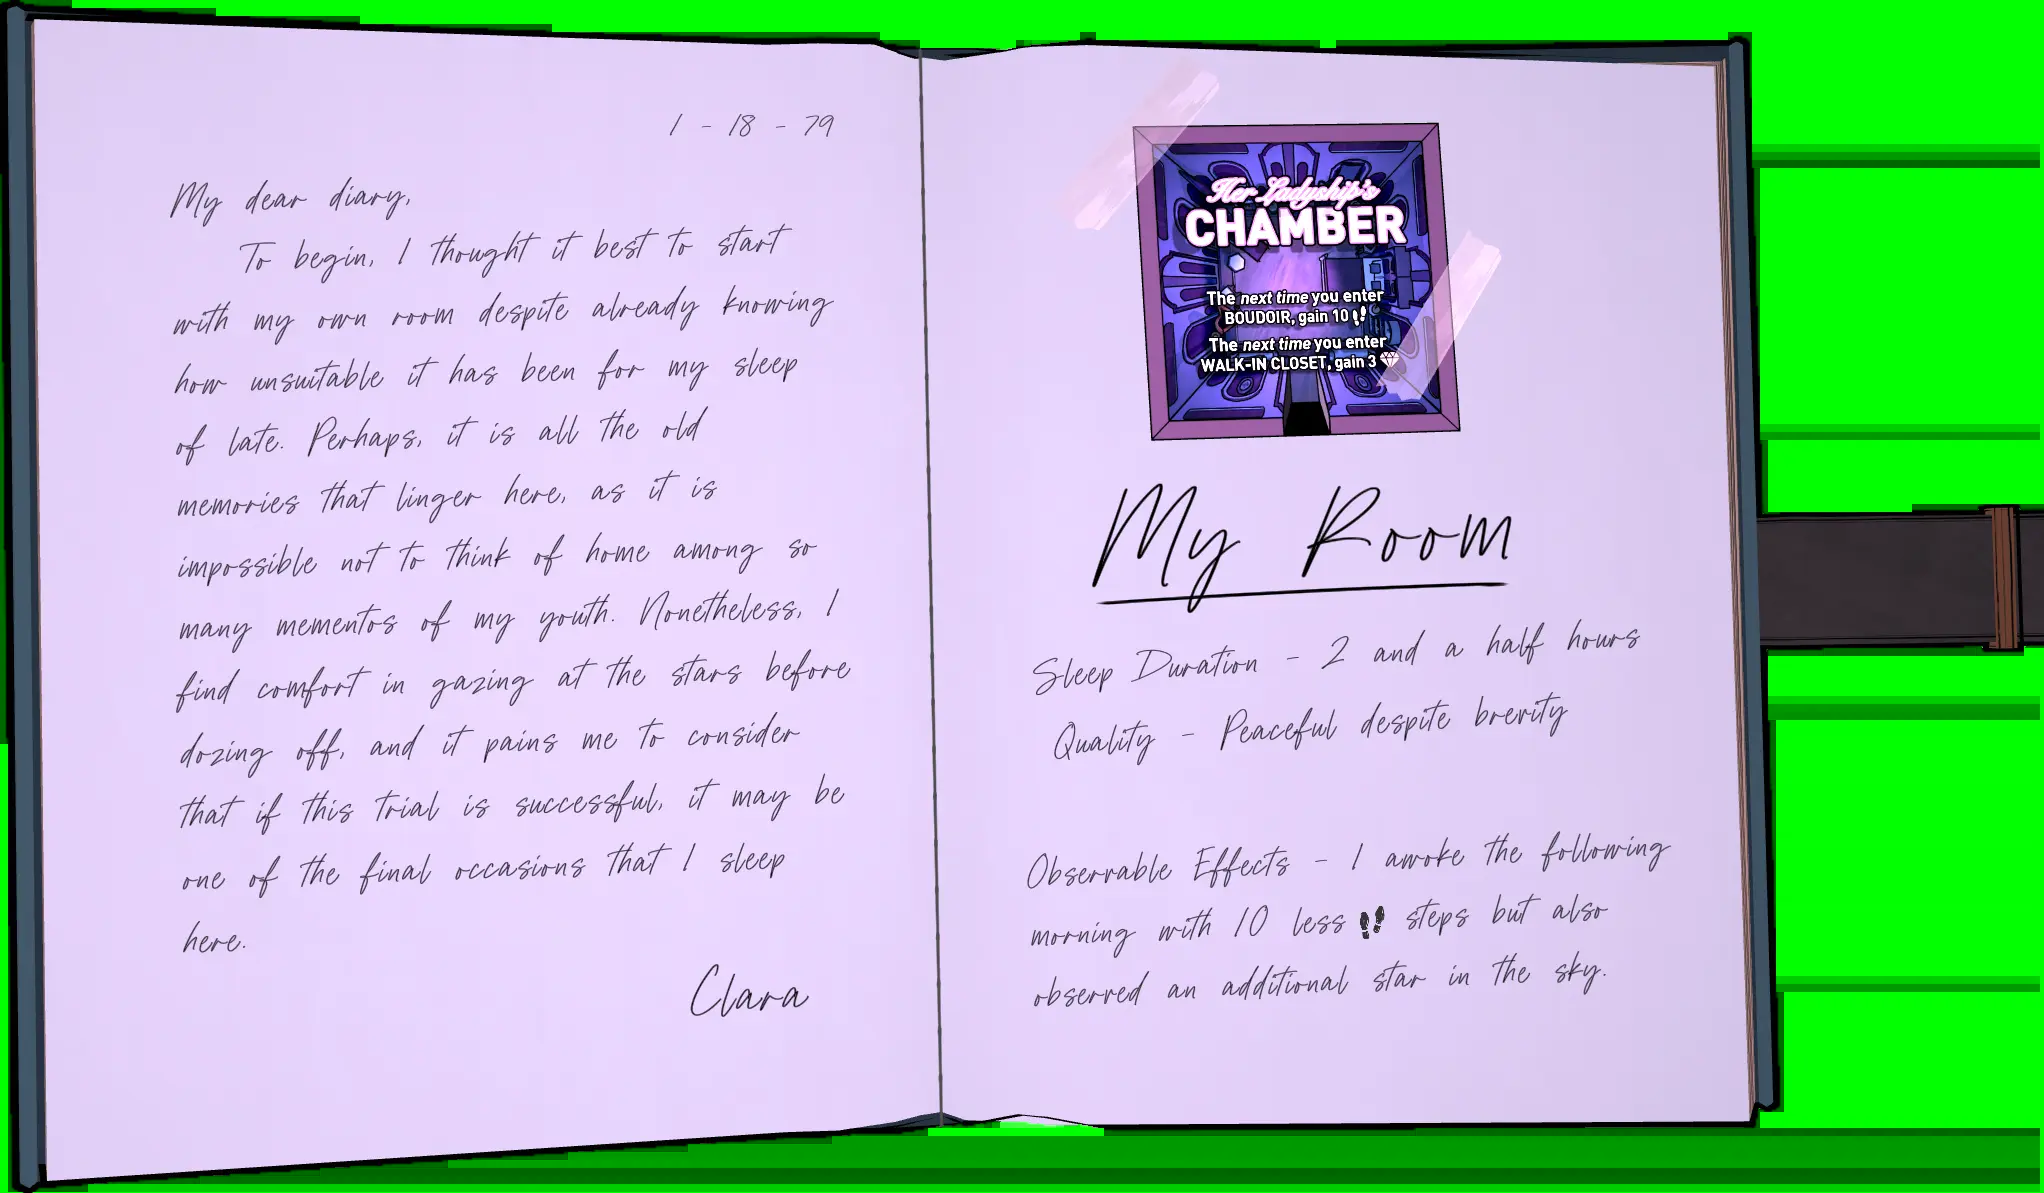 1 - 18 - 79
My dear diary,
To begin, I thought it best to start
with my own room despite already knowing
how unsuitable it has been for my sleep
of late. Perhaps, it is all the old
memories that linger here, as it is
impossible not to think of home among so
many mementos of my youth. Nonetheless, I
find comfort in gazing at the stars before
dozing off, and it pains me to consider
that if this trial is successful, it may be
one of the final occasions that I sleep
here.
Clara
Her Ladyship's
CHAMBER
The next time you enter
BOUDOIR, gain 10
The next time you enter
WALK-IN CLOSET, gain 3
My Room
Sleep Duration - 2 and a half hours
Quality - Peaceful despite brevity
Observable Effects - I awoke the following
morning with 10 less steps but also
observed an additional star in the sky.